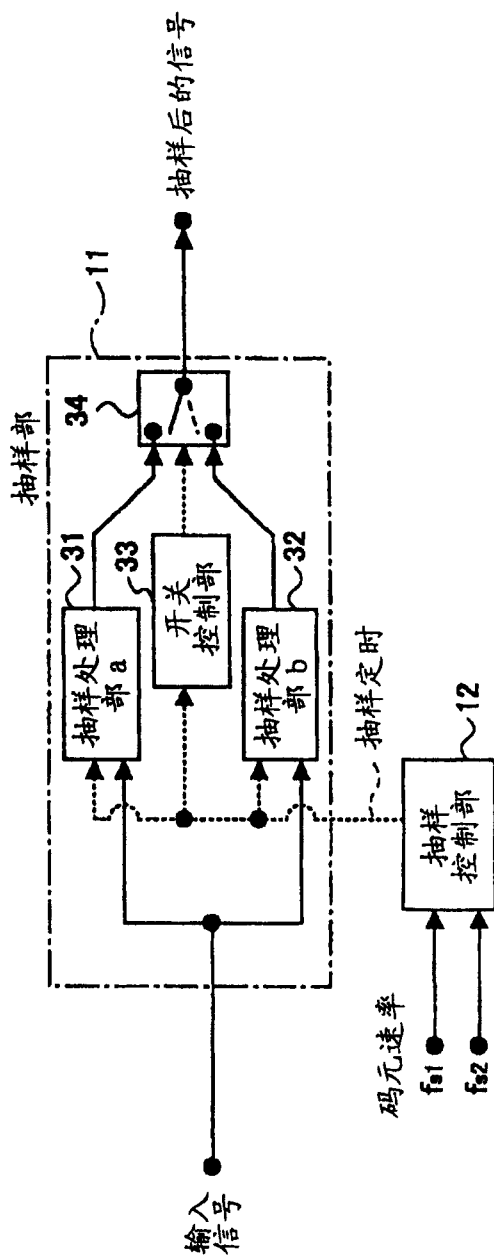 抽样部
11
31
抽样处理
部 a
33
开关
控制部
34
抽样后的信号
32
抽样处理
部 b
输入
信号
抽样定时
码元速率
fs1
fs2
12
抽样
控制部